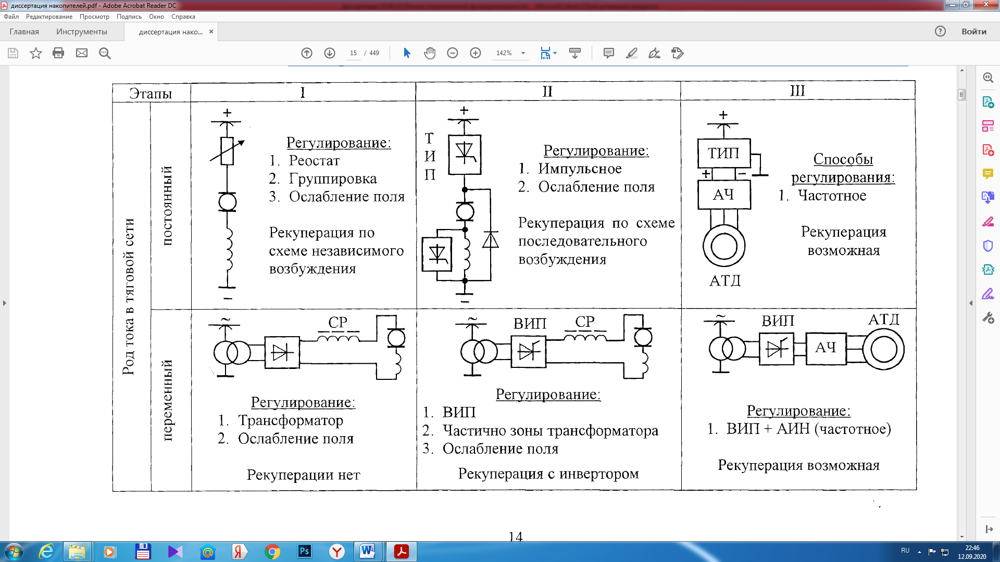 диссертация накопителей.pdf - Adobe Acrobat Reader DC
Файл Редактирование Просмотр Подпись Окно Справка
Главная Инструменты диссертация нако... × Войти
15 / 449 142%
Этапы I II III
Род тока в тяговой сети
постоянный
+
Регулирование:
1. Реостат
2. Группировка
3. Ослабление поля
Рекуперация по
схеме независимого
возбуждения
−
+
Т
И
П
Регулирование:
1. Импульсное
2. Ослабление поля
Рекуперация по схеме
последовательного
возбуждения
−
+
ТИП
+ −
АЧ
АТД
Способы
регулирования:
1. Частотное
Рекуперация
возможная
переменный
~ СР
Регулирование:
1. Трансформатор
2. Ослабление поля
Рекуперации нет
~ ВИП СР
Регулирование:
1. ВИП
2. Частично зоны трансформатора
3. Ослабление поля
Рекуперация с инвертором
~ ВИП АТД
АЧ
Регулирование:
1. ВИП + АИН (частотное)
Рекуперация возможная
14
Ps
RU
22:46
12.09.2020